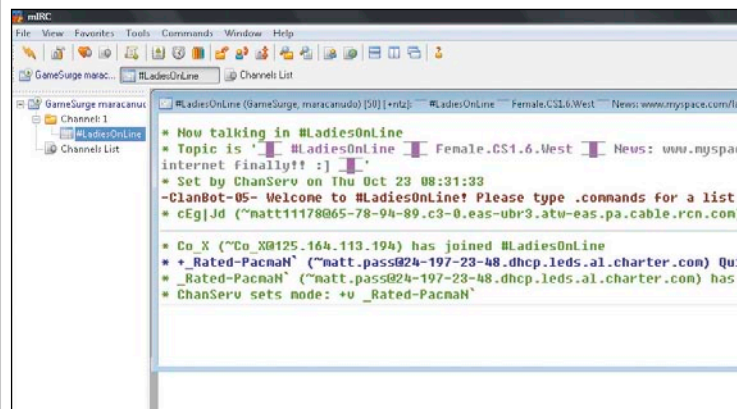 mIRC
File View Favorites Tools Commands Window Help
GameSurge marac... #LadiesOnLine Channels List
GameSurge maracanuc
Channel: 1
#LadiesOnLine
Channels List
#LadiesOnLine (GameSurge, maracanudo) [50] [+ntz]: #LadiesOnLine Female.CS1.6.West News: www.myspace.com/l
* Now talking in #LadiesOnLine
* Topic is ' #LadiesOnLine Female.CS1.6.West News: www.myspac
internet finally!! :] '
* Set by ChanServ on Thu Oct 23 08:31:33
-ClanBot-05- Welcome to #LadiesOnLine! Please type .commands for a list
* cEg|Jd (~matt11178@65-78-94-89.c3-0.eas-ubr3.atw-eas.pa.cable.rcn.com
* Co_X (~Co_X@125.164.113.194) has joined #LadiesOnLine
* +_Rated-PacmaN` (~matt.pass@24-197-23-48.dhcp.leds.al.charter.com) Qui
* _Rated-PacmaN` (~matt.pass@24-197-23-48.dhcp.leds.al.charter.com) has
* ChanServ sets mode: +v _Rated-PacmaN`